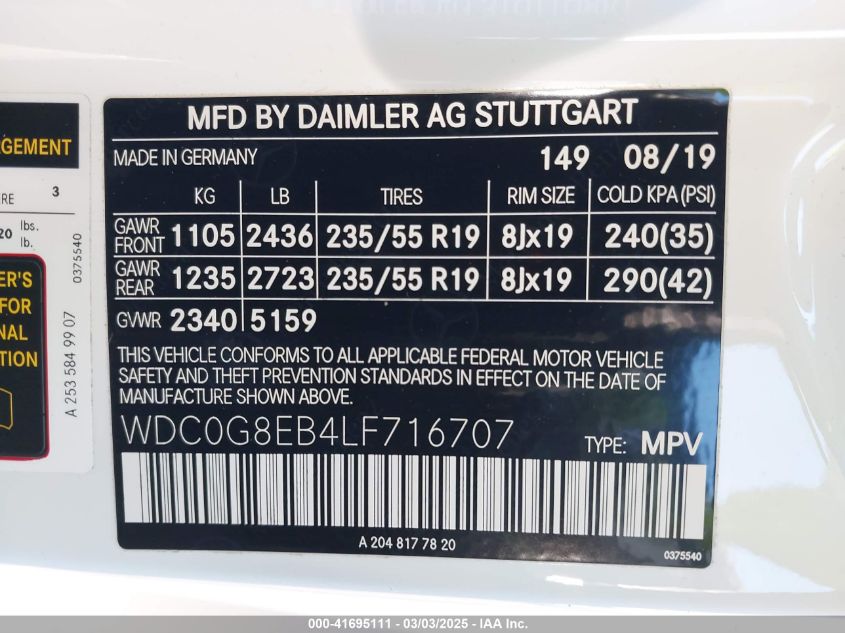 MFD BY DAIMLER AG STUTTGART
MADE IN GERMANY 149 08/19
KG LB TIRES RIM SIZE COLD KPA (PSI)
GAWR FRONT 1105 2436 235/55 R19 8Jx19 240(35)
GAWR REAR 1235 2723 235/55 R19 8Jx19 290(42)
GVWR 2340 5159
THIS VEHICLE CONFORMS TO ALL APPLICABLE FEDERAL MOTOR VEHICLE
SAFETY AND THEFT PREVENTION STANDARDS IN EFFECT ON THE DATE OF
MANUFACTURE SHOWN ABOVE.
WDC0G8EB4LF716707 TYPE: MPV
A 204 817 78 20
0375540
AGEMENT
ERE 3
20 lbs.
lb.
0375540
ER'S
FOR
NAL
TION
A 253 584 99 07
000-41695111 - 03/03/2025 - IAA Inc.